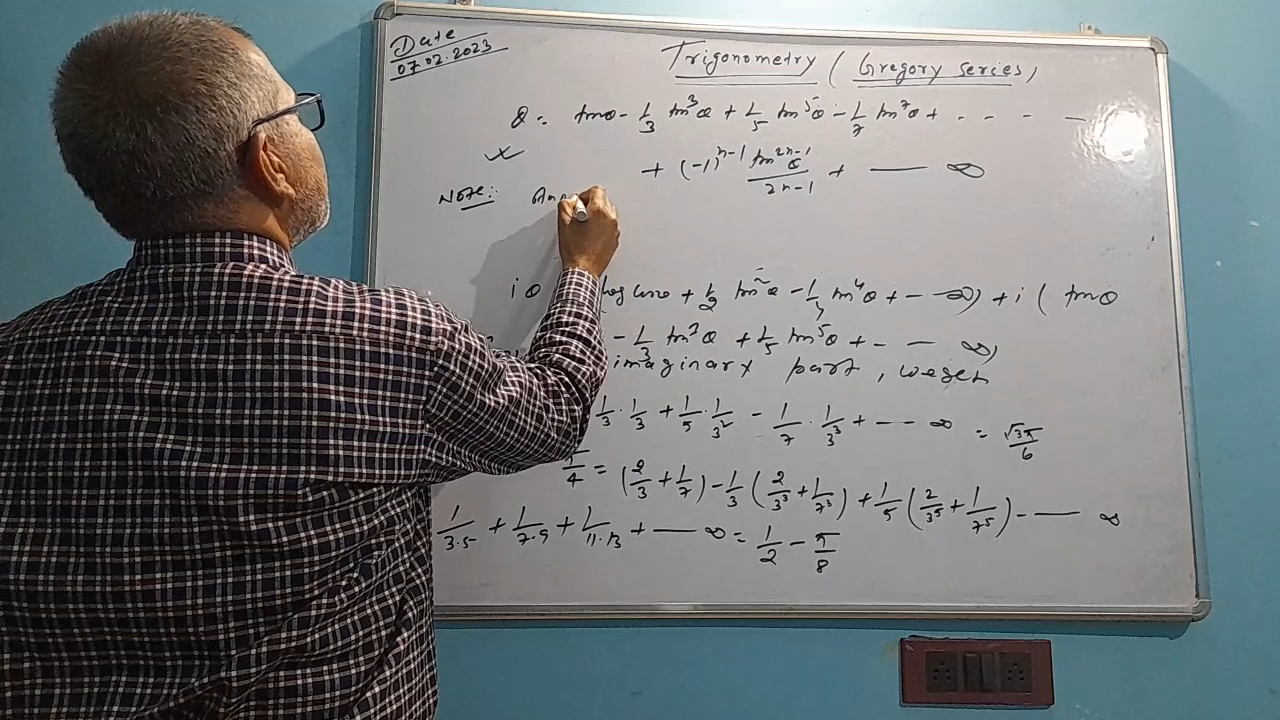 Date
07.02.2023
Trigonometry (Gregory series)
θ = tanθ - 1/3 tan³θ + 1/5 tan⁵θ - 1/7 tan⁷θ + - - - -
+ (-1)ⁿ⁻¹ tan²ⁿ⁻¹θ/2n-1 + — ∞
Note:-
iθ log cosθ + 1/2 tan²θ - 1/4 tan⁴θ + - — ∞) + i ( tanθ
- 1/3 tan³θ + 1/5 tan⁵θ + - — ∞)
imaginary part, we get
1/3 · 1/3 + 1/5 · 1/3² - 1/7 · 1/3³ + - - — ∞ = √3π/6
π/4 = (2/3 + 1/7) - 1/3 (2/3³ + 1/7³) + 1/5 (2/3⁵ + 1/7⁵) - — ∞
1/3.5 + 1/7.9 + 1/11.13 + — ∞ = 1/2 - π/8